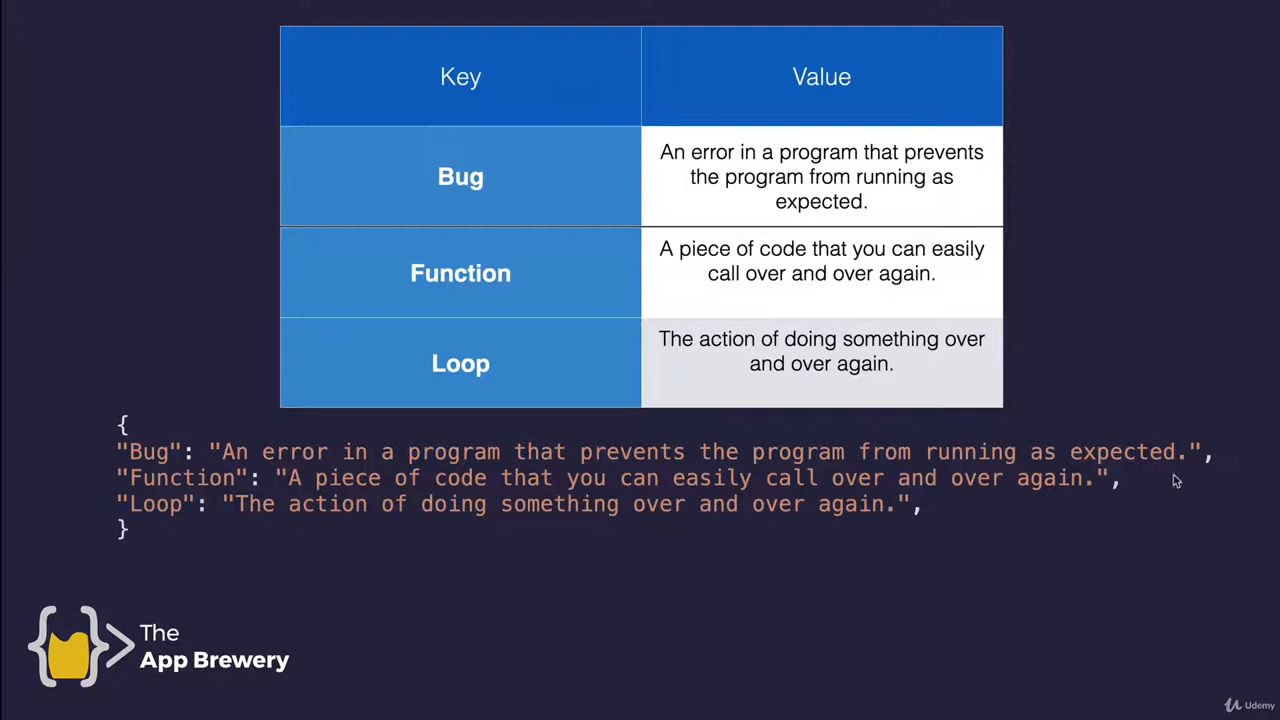 Key
Value
Bug
An error in a program that prevents
the program from running as
expected.
Function
A piece of code that you can easily
call over and over again.
Loop
The action of doing something over
and over again.
{
"Bug": "An error in a program that prevents the program from running as expected.",
"Function": "A piece of code that you can easily call over and over again.",
"Loop": "The action of doing something over and over again.",
}
The
App Brewery
Udemy